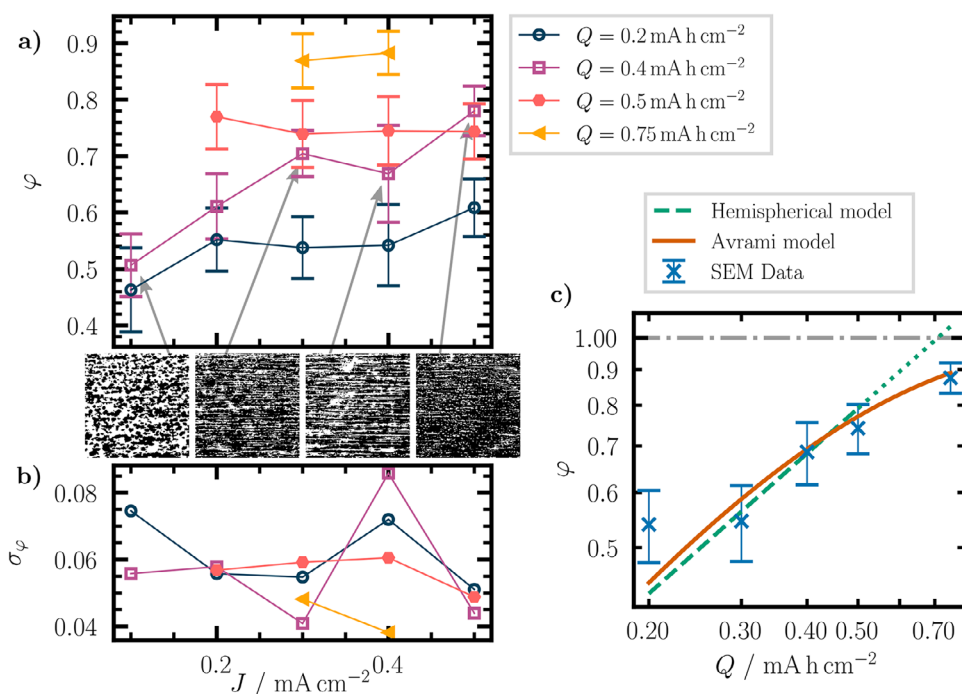 a)
0.9
0.8
0.7
0.6
0.5
0.4
φ
Q = 0.2 mA h cm⁻²
Q = 0.4 mA h cm⁻²
Q = 0.5 mA h cm⁻²
Q = 0.75 mA h cm⁻²
b)
0.08
0.06
0.04
σφ
0.2
0.4
J / mA cm⁻²
Hemispherical model
Avrami model
SEM Data
c)
1.00
0.9
0.8
0.7
0.6
0.5
φ
0.20
0.30
0.40
0.50
0.70
Q / mA h cm⁻²